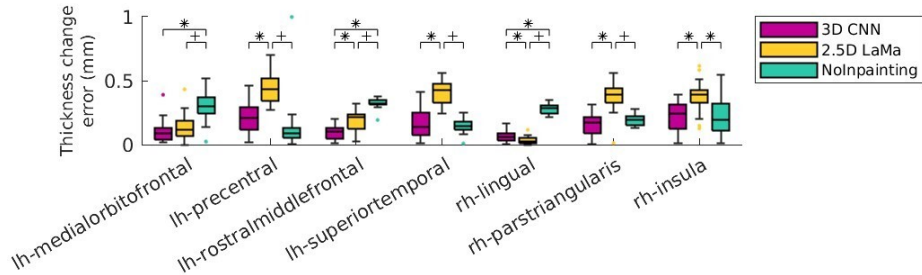 Thickness change
error (mm)
1
0.5
0
* + * + * * + * + * * + * + * *
lh-medialorbitofrontal
lh-precentral
lh-rostralmiddlefrontal
lh-superiortemporal
rh-lingual
rh-parstriangularis
rh-insula
3D CNN
2.5D LaMa
NoInpainting